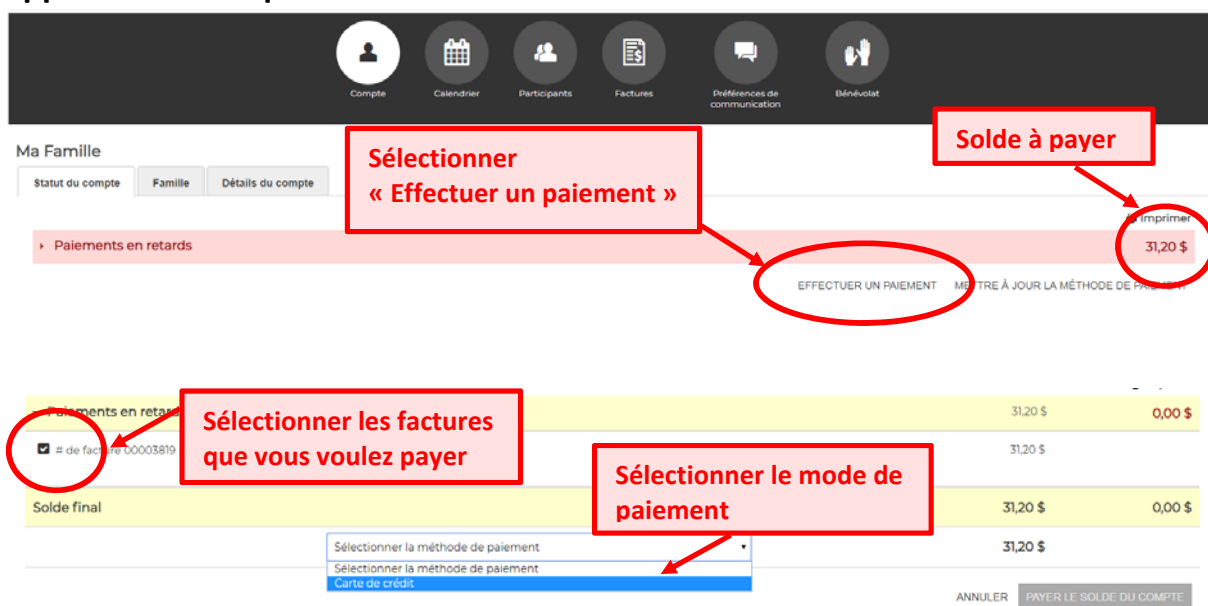 Compte
Calendrier
Participants
Factures
Préférences de
communication
Bénévolat
Ma Famille
Sélectionner
« Effectuer un paiement »
Solde à payer
Statut du compte
Famille
Détails du compte
Imprimer
Paiements en retards
31,20 $
EFFECTUER UN PAIEMENT
METTRE À JOUR LA MÉTHODE DE PAIEMENT
Paiements en retards
31,20 $
0,00 $
Sélectionner les factures
que vous voulez payer
# de facture 00003819
31,20 $
Sélectionner le mode de
paiement
Solde final
31,20 $
0,00 $
Sélectionner la méthode de paiement
31,20 $
Sélectionner la méthode de paiement
Carte de crédit
ANNULER
PAYER LE SOLDE DU COMPTE